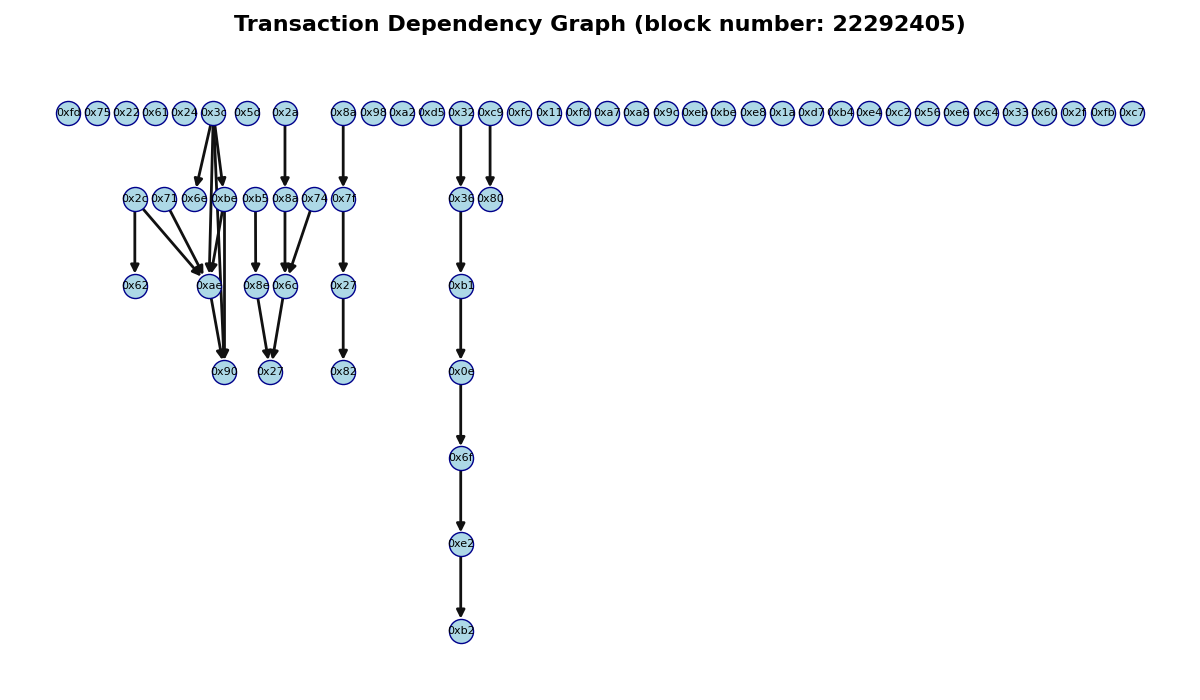 Transaction Dependency Graph (block number: 22292405)
0xfd 0x75 0x22 0x61 0x24 0x3c 0x5d 0x2a 0x8a 0x98 0xa2 0xd5 0x32 0xc9 0xfc 0x11 0xfd 0xa7 0xa8 0x9c 0xeb 0xbe 0xe8 0x1a 0xd7 0xb4 0xe4 0xc2 0x56 0xe6 0xc4 0x33 0x60 0x2f 0xfb 0xc7
0x2c 0x71 0x6e 0xbe 0xb5 0x8a 0x74 0x7f 0x36 0x80
0x62 0xae 0x8e 0x6c 0x27 0xb1
0x90 0x27 0x82 0x0e
0x6f
0xe2
0xb2